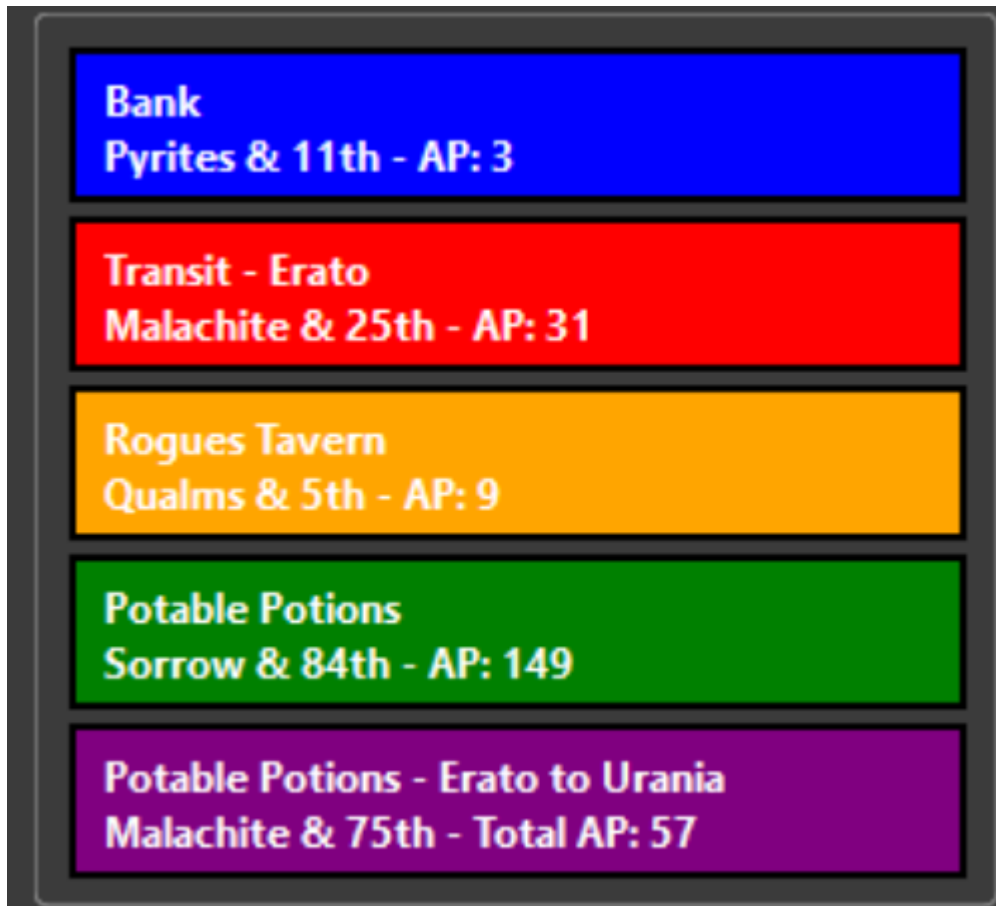 Bank
Pyrites & 11th - AP: 3
Transit - Erato
Malachite & 25th - AP: 31
Rogues Tavern
Qualms & 5th - AP: 9
Potable Potions
Sorrow & 84th - AP: 149
Potable Potions - Erato to Urania
Malachite & 75th - Total AP: 57